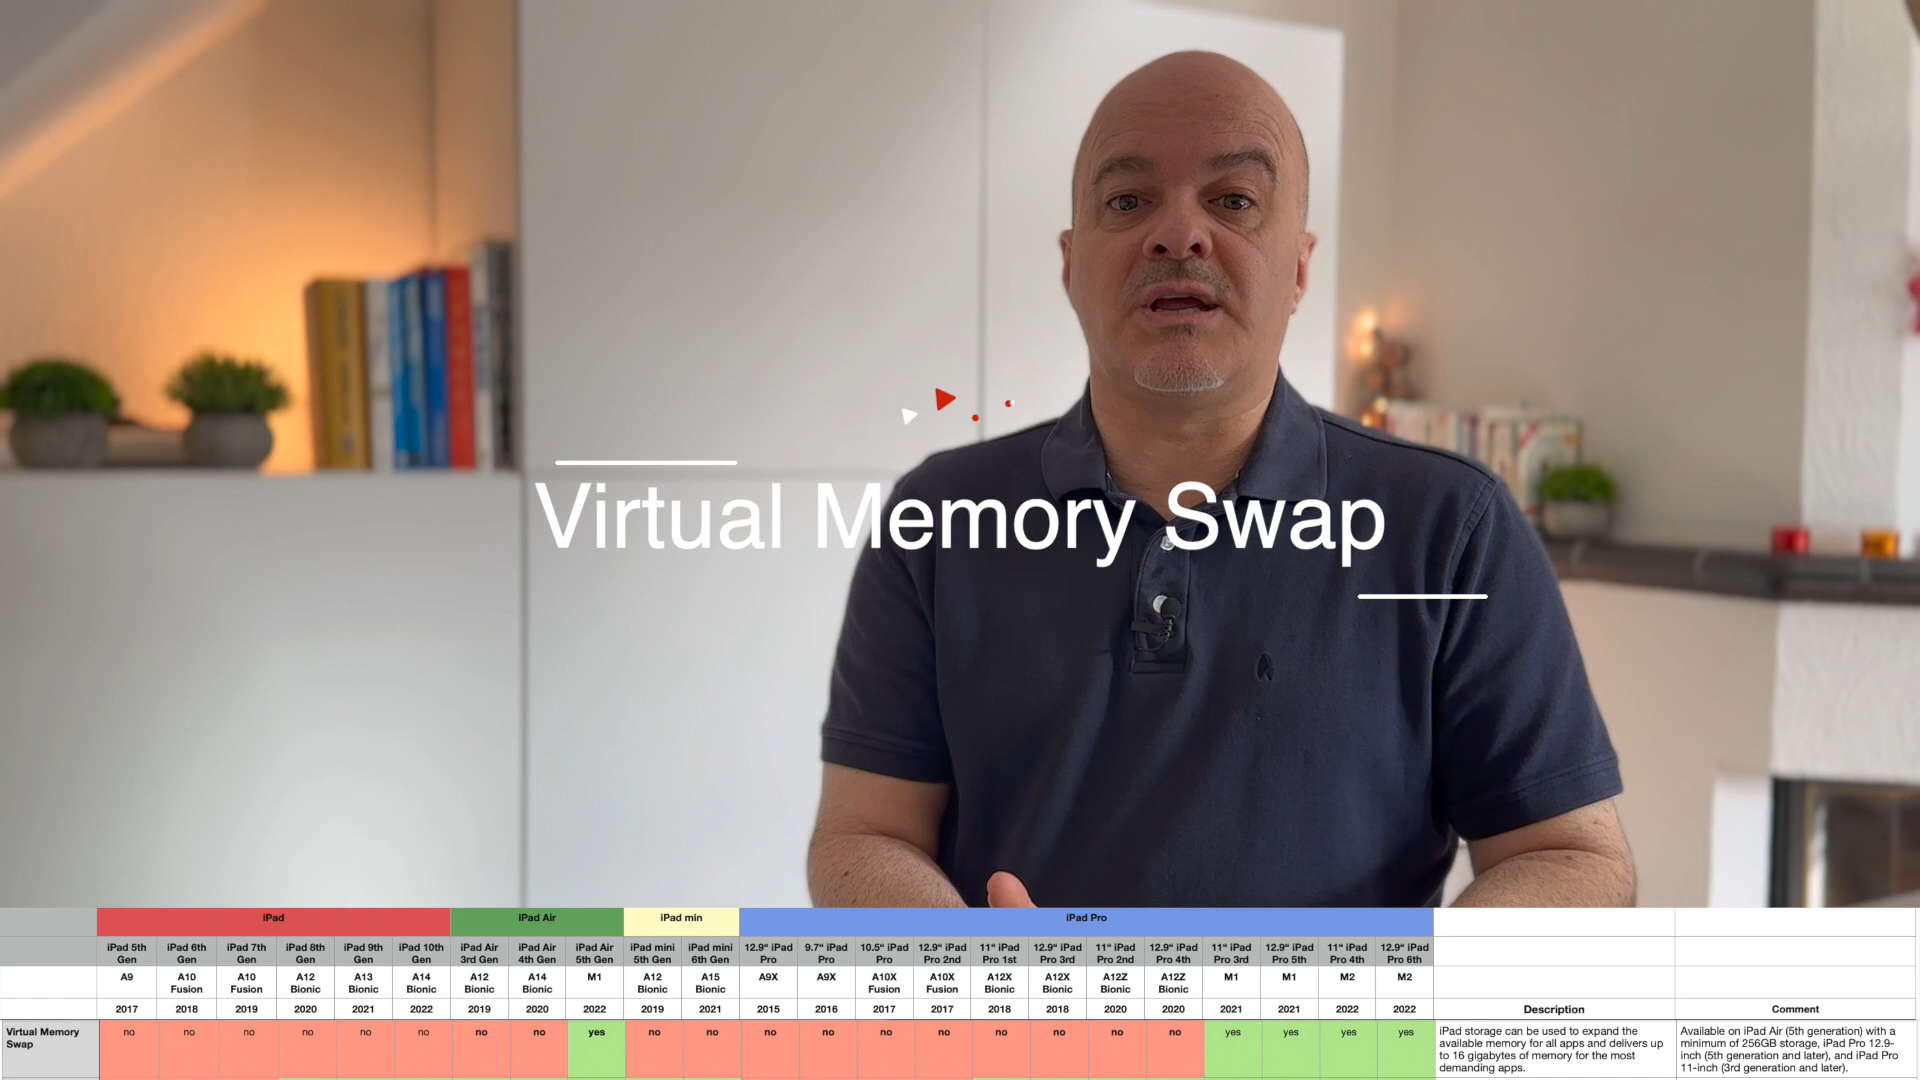 Virtual Memory Swap
iPad iPad Air iPad min iPad Pro
iPad 5th Gen iPad 6th Gen iPad 7th Gen iPad 8th Gen iPad 9th Gen iPad 10th Gen iPad Air 3rd Gen iPad Air 4th Gen iPad Air 5th Gen iPad mini 5th Gen iPad mini 6th Gen 12.9“ iPad Pro 9.7“ iPad Pro 10.5“ iPad Pro 12.9“ iPad Pro 2nd 11“ iPad Pro 1st 12.9“ iPad Pro 3rd 11“ iPad Pro 2nd 12.9“ iPad Pro 4th 11“ iPad Pro 3rd 12.9“ iPad Pro 5th 11“ iPad Pro 4th 12.9“ iPad Pro 6th
A9 A10 Fusion A10 Fusion A12 Bionic A13 Bionic A14 Bionic A12 Bionic A14 Bionic M1 A12 Bionic A15 Bionic A9X A9X A10X Fusion A10X Fusion A12X Bionic A12X Bionic A12Z Bionic A12Z Bionic M1 M1 M2 M2
2017 2018 2019 2020 2021 2022 2019 2020 2022 2019 2021 2015 2016 2017 2017 2018 2018 2020 2020 2021 2021 2022 2022 Description Comment
Virtual Memory Swap
no no no no no no no no yes no no no no no no no no no no yes yes yes yes
iPad storage can be used to expand the
available memory for all apps and delivers up
to 16 gigabytes of memory for the most
demanding apps.
Available on iPad Air (5th generation) with a
minimum of 256GB storage, iPad Pro 12.9-
inch (5th generation and later), and iPad Pro
11-inch (3rd generation and later).